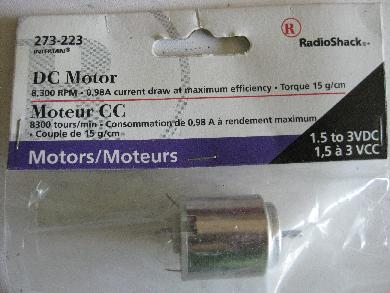 273-223
INTERTAN®
® RadioShack®
DC Motor
8,300 RPM • 0.98A current draw at maximum efficiency • Torque 15 g/cm
Moteur CC
8300 tours/min • Consommation de 0,98 A à rendement maximum
• Couple de 15 g/cm
Motors/Moteurs
1.5 to 3VDC
1,5 à 3 VCC